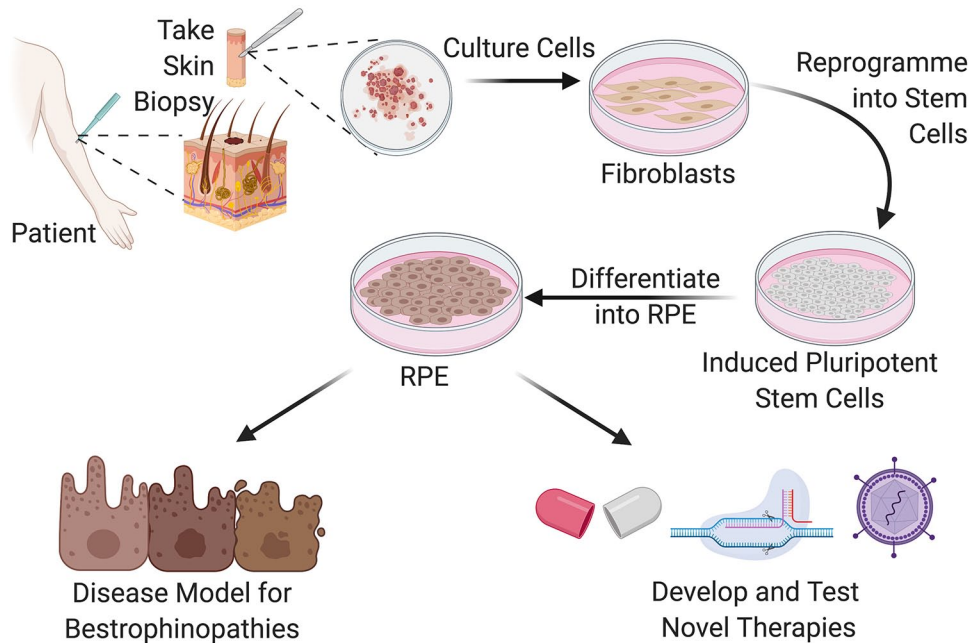 Take
Skin
Biopsy
Culture Cells
Reprogramme
into Stem
Cells
Fibroblasts
Patient
Differentiate
into RPE
Induced Pluripotent
Stem Cells
RPE
Disease Model for
Bestrophinopathies
Develop and Test
Novel Therapies